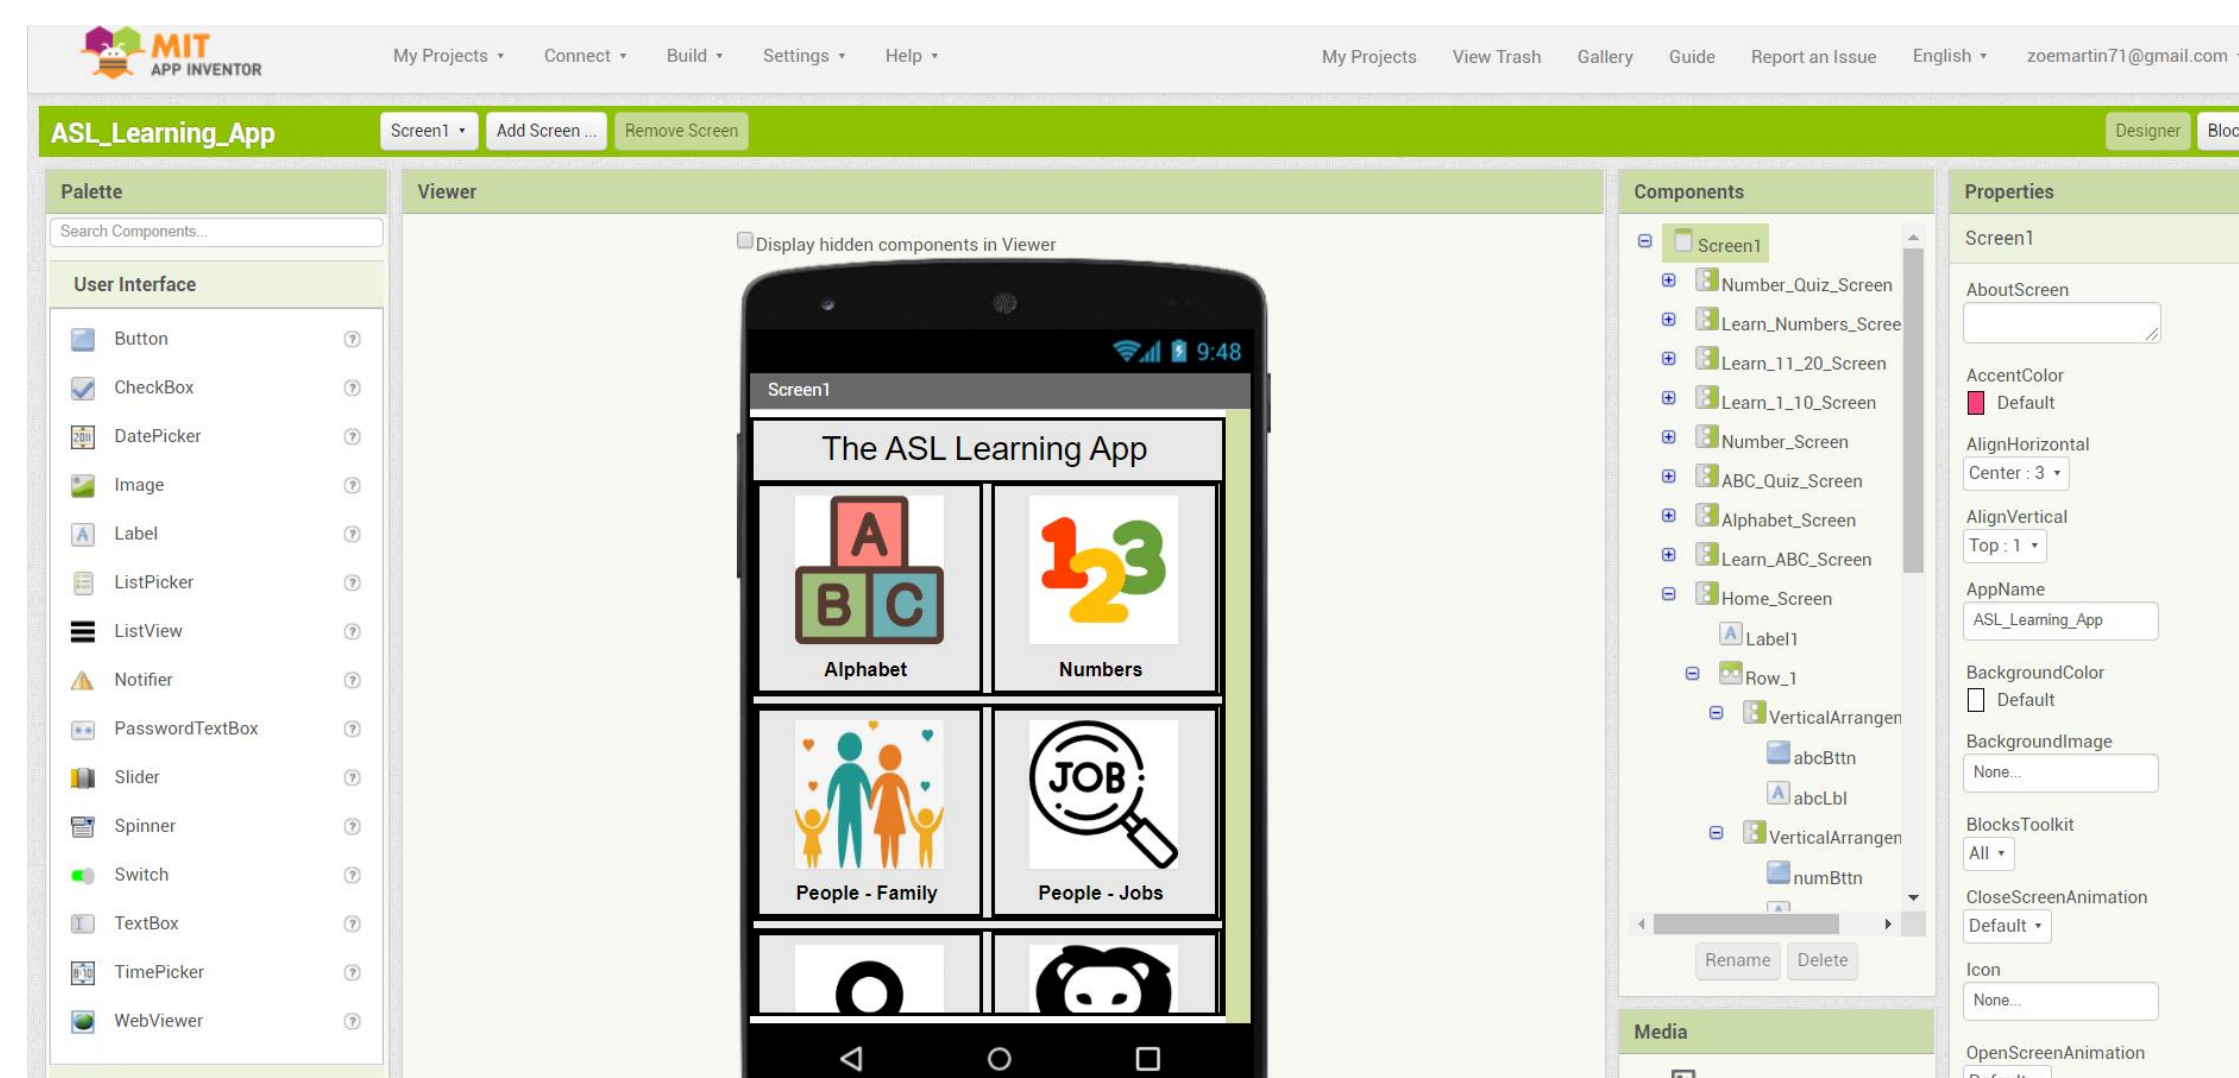 MIT
APP INVENTOR
My Projects
Connect
Build
Settings
Help
My Projects
View Trash
Gallery
Guide
Report an Issue
English
zoemartin71@gmail.com
ASL_Learning_App
Screen1
Add Screen ...
Remove Screen
Designer
Bloc
Palette
Search Components...
User Interface
Button
CheckBox
DatePicker
Image
Label
ListPicker
ListView
Notifier
PasswordTextBox
Slider
Spinner
Switch
TextBox
TimePicker
WebViewer
Viewer
Display hidden components in Viewer
9:48
Screen1
The ASL Learning App
A
B C
Alphabet
123
Numbers
People - Family
JOB
People - Jobs
Components
Screen1
Number_Quiz_Screen
Learn_Numbers_Scree
Learn_11_20_Screen
Learn_1_10_Screen
Number_Screen
ABC_Quiz_Screen
Alphabet_Screen
Learn_ABC_Screen
Home_Screen
Label1
Row_1
VerticalArrangen
abcBttn
abcLbl
VerticalArrangen
numBttn
Rename
Delete
Media
Properties
Screen1
AboutScreen
AccentColor
Default
AlignHorizontal
Center : 3
AlignVertical
Top : 1
AppName
ASL_Learning_App
BackgroundColor
Default
BackgroundImage
None...
BlocksToolkit
All
CloseScreenAnimation
Default
Icon
None...
OpenScreenAnimation